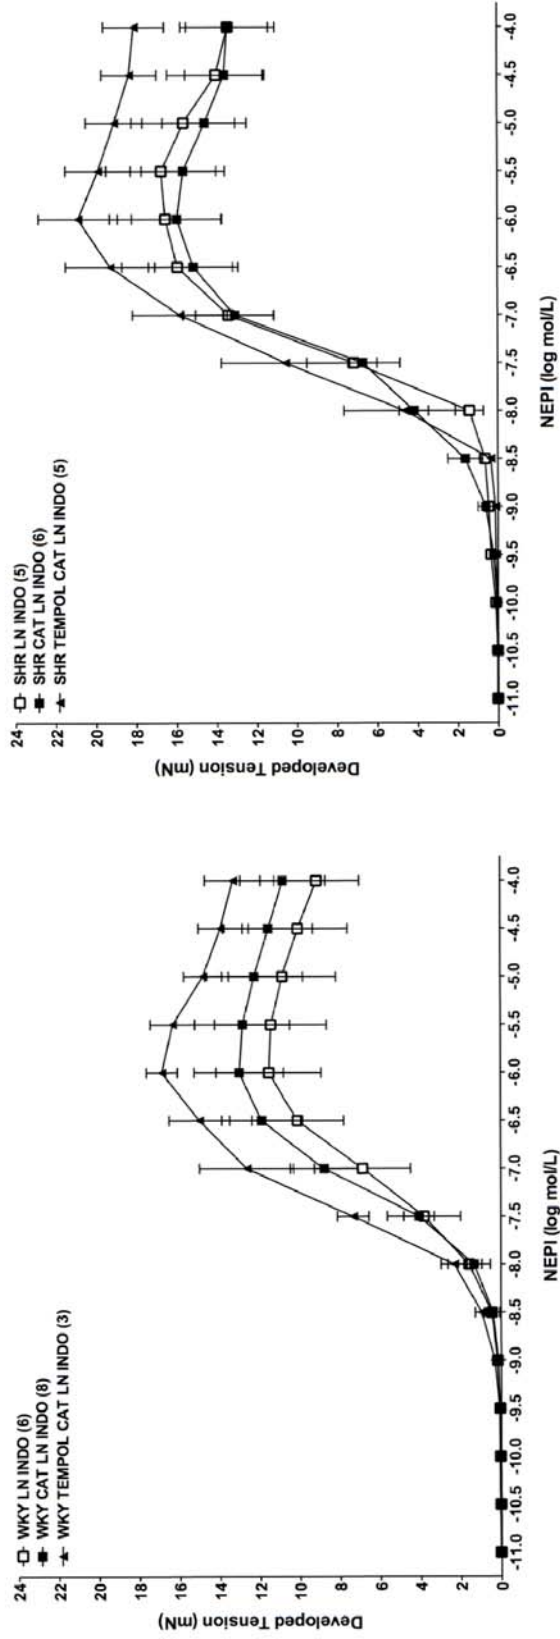 WKY LN INDO (6)
WKY CAT LN INDO (8)
WKY TEMPOL CAT LN INDO (3)
24
22
20
18
16
14
12
10
8
6
4
2
0
Developed Tension (mN)
-11.0 -10.5 -10.0 -9.5 -9.0 -8.5 -8.0 -7.5 -7.0 -6.5 -6.0 -5.5 -5.0 -4.5 -4.0
NEPI (log mol/L)
SHR LN INDO (5)
SHR CAT LN INDO (6)
SHR TEMPOL CAT LN INDO (5)
24
22
20
18
16
14
12
10
8
6
4
2
0
Developed Tension (mN)
-11.0 -10.5 -10.0 -9.5 -9.0 -8.5 -8.0 -7.5 -7.0 -6.5 -6.0 -5.5 -5.0 -4.5 -4.0
NEPI (log mol/L)